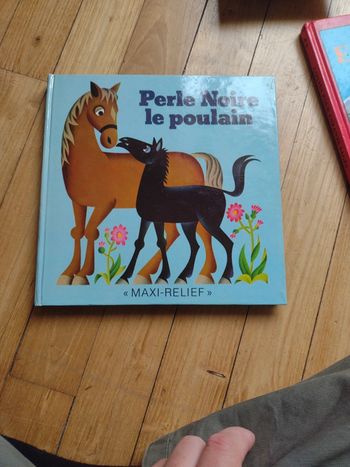 Perle Noire
le poulain
« MAXI-RELIEF »